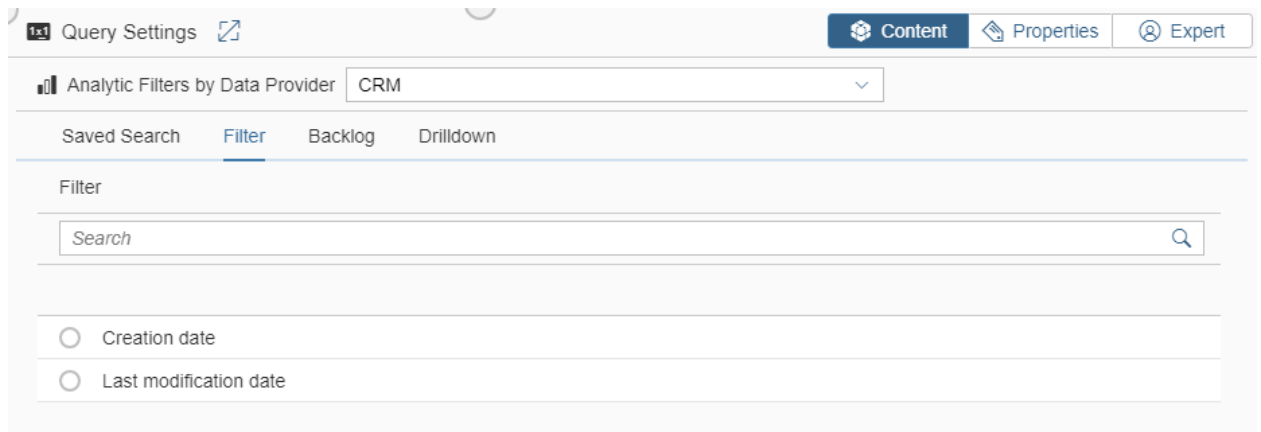 1x1 Query Settings Content Properties Expert
Analytic Filters by Data Provider CRM
Saved Search Filter Backlog Drilldown
Filter
Search
Creation date
Last modification date